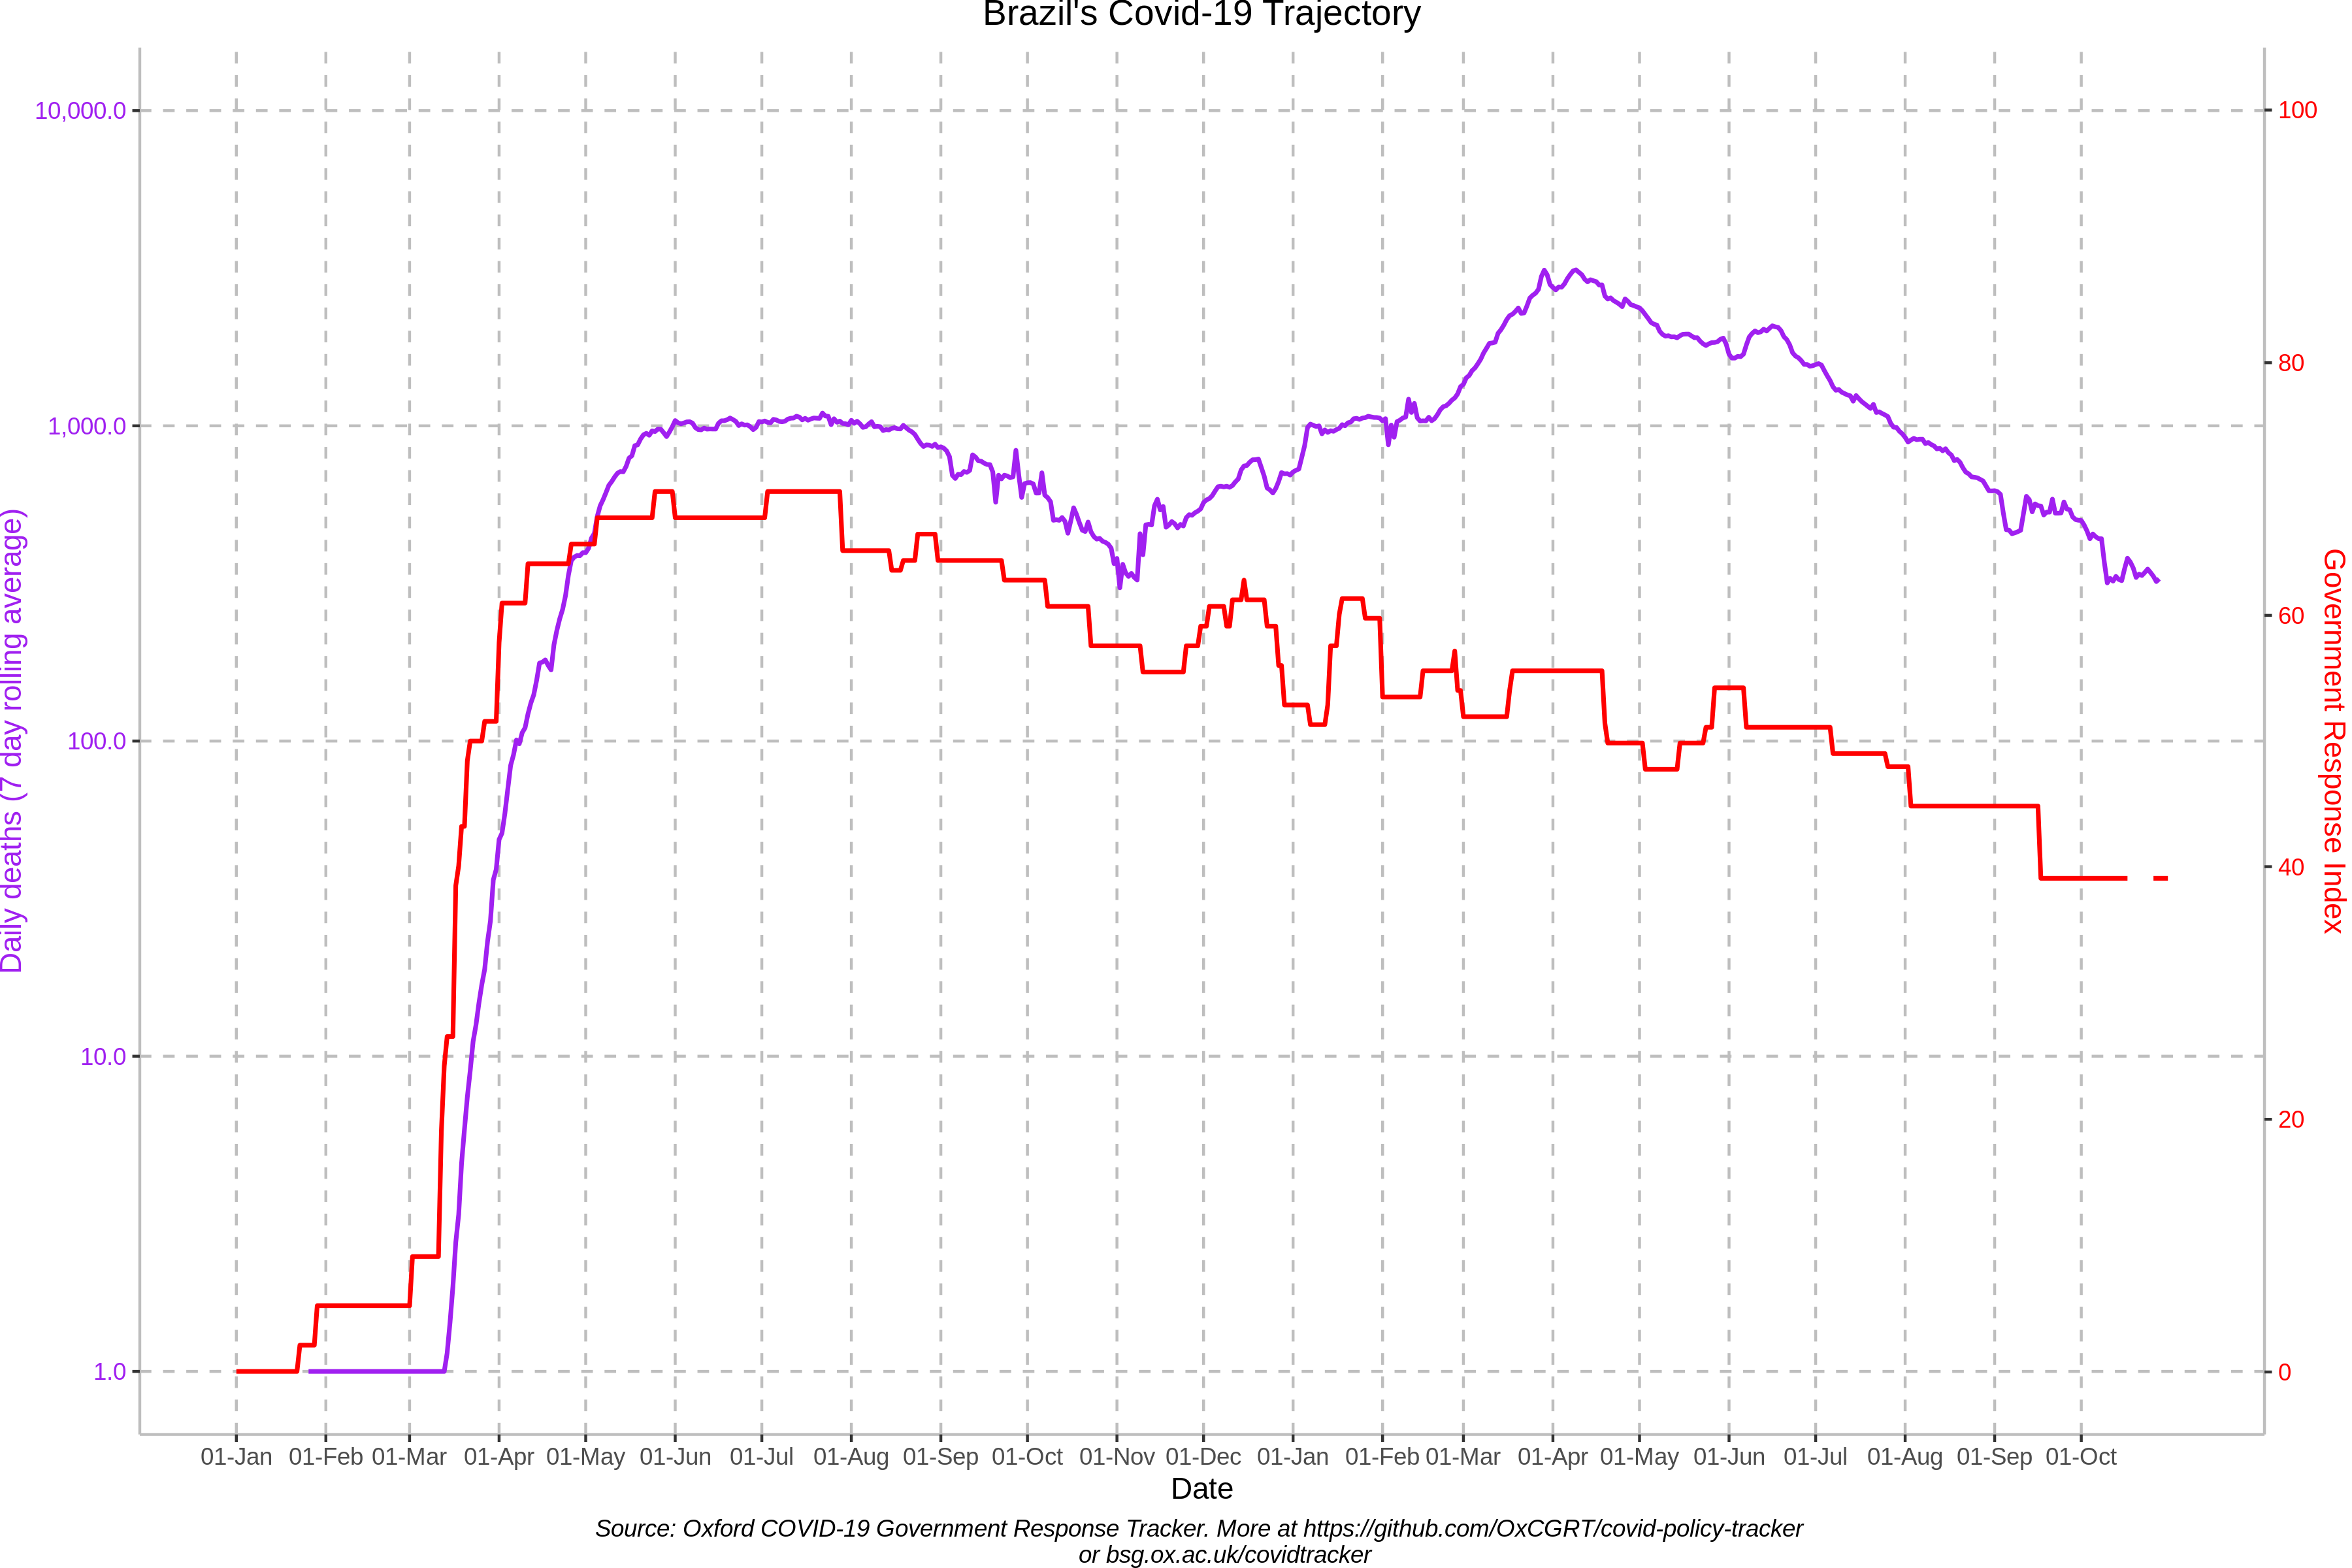 Brazil's Covid-19 Trajectory
10,000.0
1,000.0
100.0
10.0
1.0
Daily deaths (7 day rolling average)
100
80
60
40
20
0
Government Response Index
01-Jan 01-Feb 01-Mar 01-Apr 01-May 01-Jun 01-Jul 01-Aug 01-Sep 01-Oct 01-Nov 01-Dec 01-Jan 01-Feb 01-Mar 01-Apr 01-May 01-Jun 01-Jul 01-Aug 01-Sep 01-Oct
Date
Source: Oxford COVID-19 Government Response Tracker. More at https://github.com/OxCGRT/covid-policy-tracker
or bsg.ox.ac.uk/covidtracker